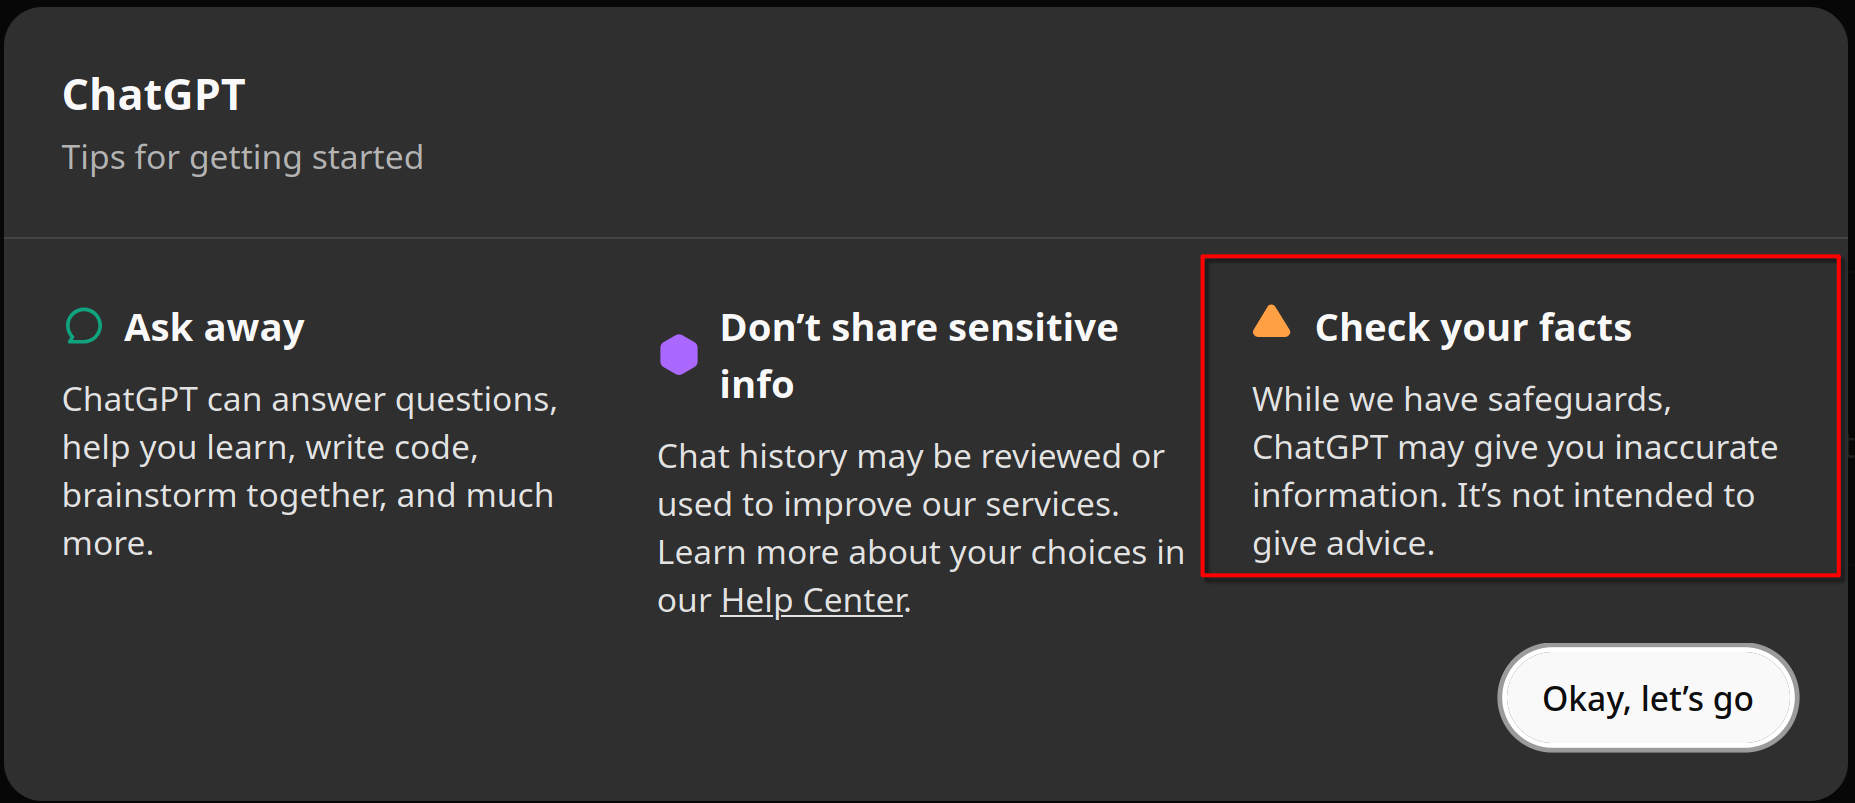 ChatGPT
Tips for getting started
Ask away
ChatGPT can answer questions,
help you learn, write code,
brainstorm together, and much
more.
Don’t share sensitive
info
Chat history may be reviewed or
used to improve our services.
Learn more about your choices in
our Help Center.
Check your facts
While we have safeguards,
ChatGPT may give you inaccurate
information. It’s not intended to
give advice.
Okay, let’s go